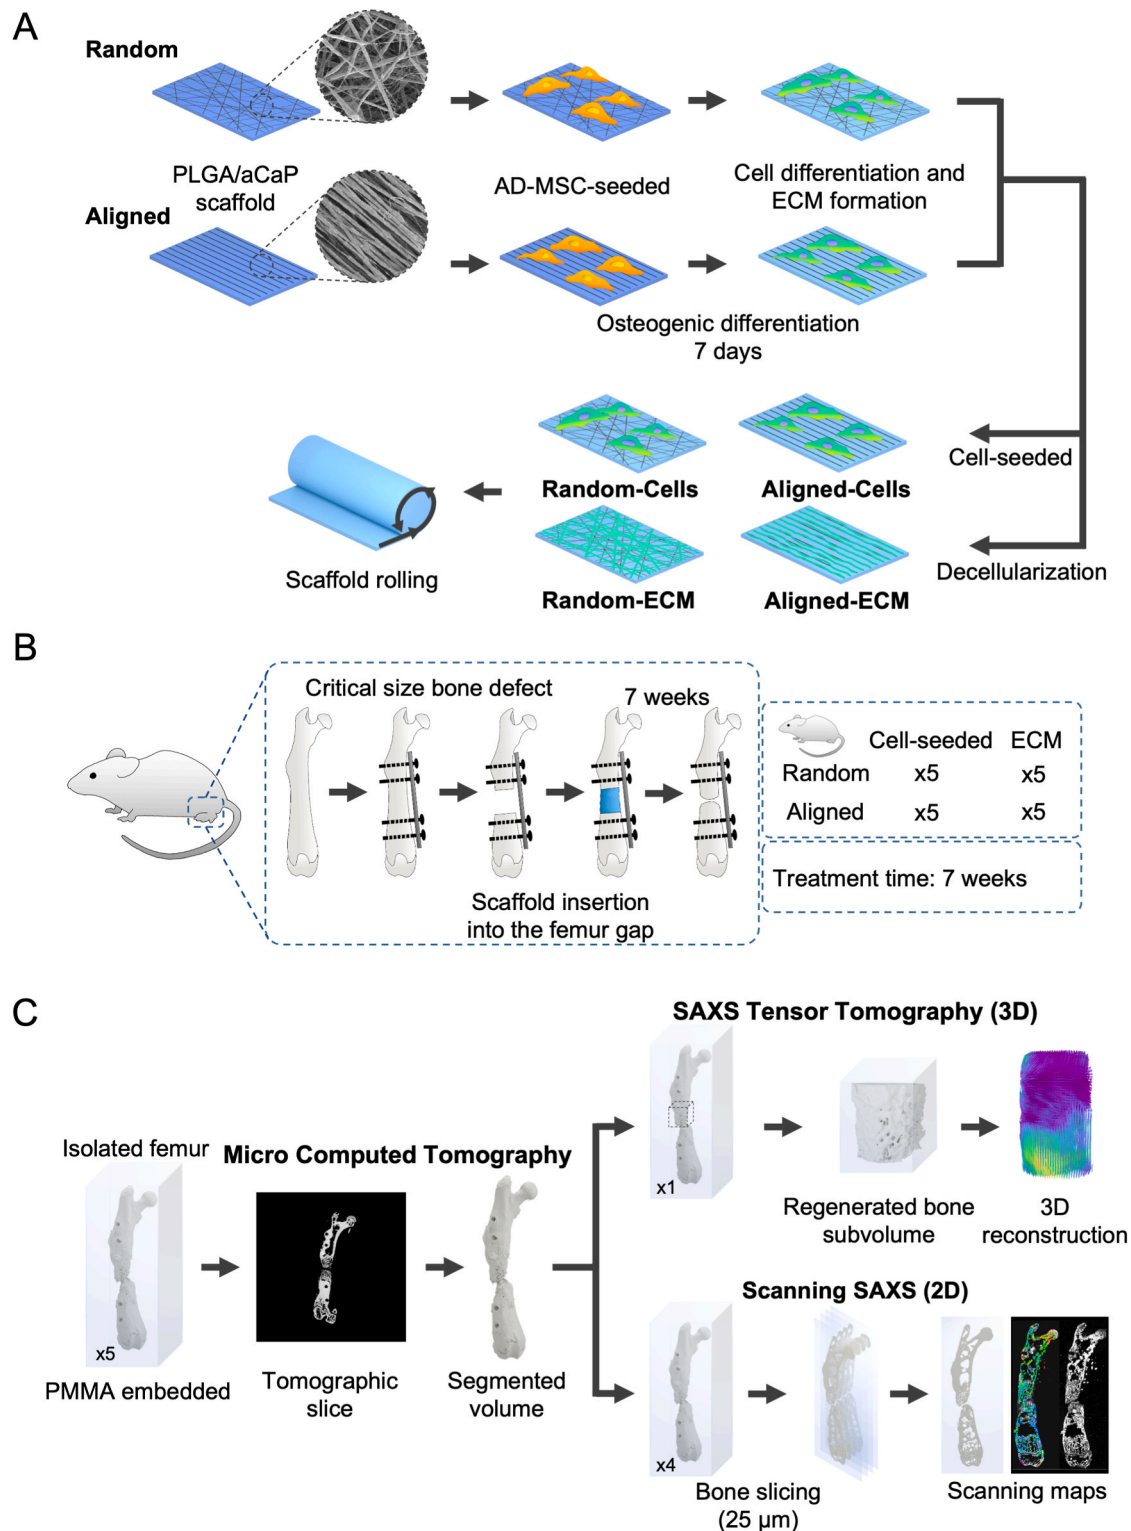 A
Random
PLGA/aCaP
scaffold
AD-MSC-seeded
Cell differentiation and
ECM formation
Aligned
Osteogenic differentiation
7 days
Cell-seeded
Random-Cells
Aligned-Cells
Scaffold rolling
Decellularization
Random-ECM
Aligned-ECM
B
Critical size bone defect
7 weeks
Scaffold insertion
into the femur gap
Cell-seeded ECM
Random x5 x5
Aligned x5 x5
Treatment time: 7 weeks
C
SAXS Tensor Tomography (3D)
Isolated femur
Micro Computed Tomography
x5
PMMA embedded
Tomographic
slice
Segmented
volume
x1
Regenerated bone
subvolume
3D
reconstruction
Scanning SAXS (2D)
x4
Bone slicing
(25 μm)
Scanning maps